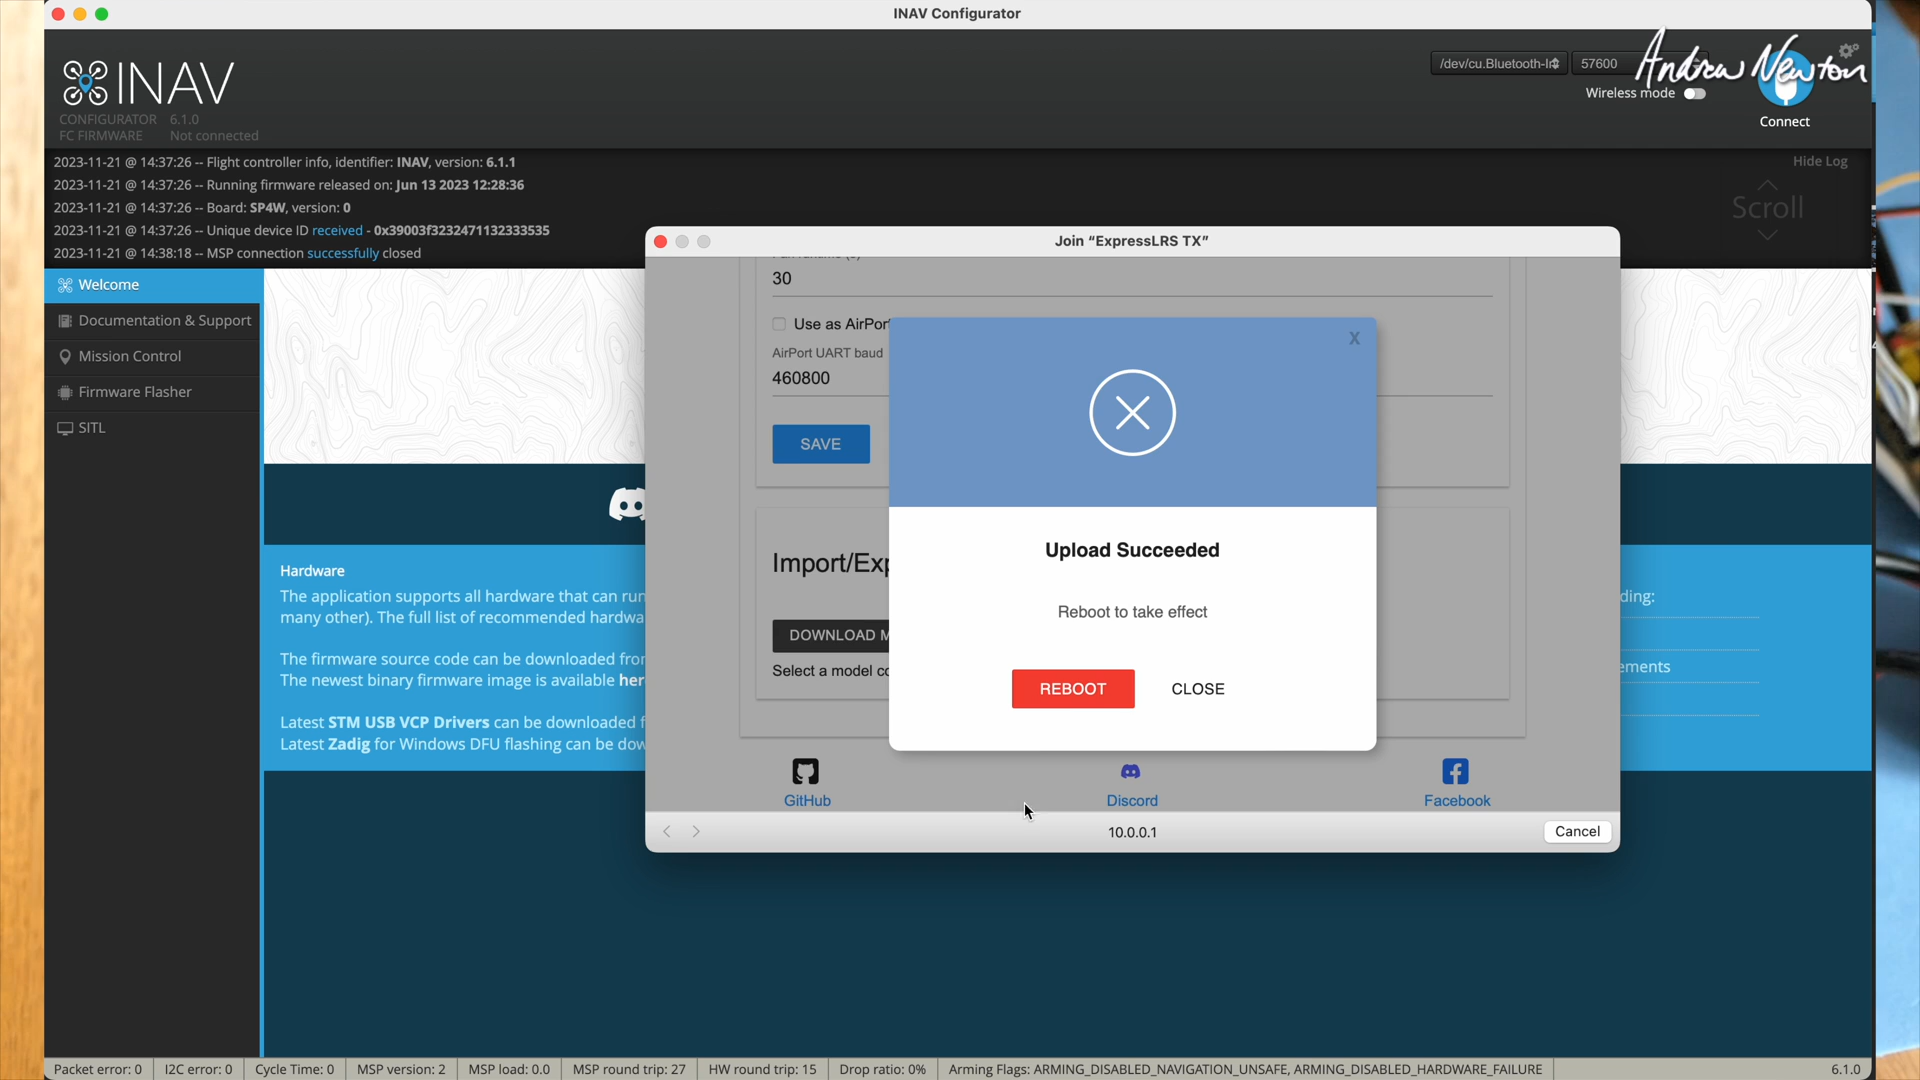 INAV Configurator
INAV
CONFIGURATOR 6.1.0
FC FIRMWARE Not connected
/dev/cu.Bluetooth-In
57600
Andrew Newton
Wireless mode
Connect
2023-11-21 @ 14:37:26 -- Flight controller info, identifier: INAV, version: 6.1.1
2023-11-21 @ 14:37:26 -- Running firmware released on: Jun 13 2023 12:28:36
2023-11-21 @ 14:37:26 -- Board: SP4W, version: 0
2023-11-21 @ 14:37:26 -- Unique device ID received - 0x39003f3232471132333535
2023-11-21 @ 14:38:18 -- MSP connection successfully closed
Hide Log
Scroll
Welcome
Documentation & Support
Mission Control
Firmware Flasher
SITL
Hardware
The application supports all hardware that can run
many other). The full list of recommended hardwa
The firmware source code can be downloaded fro
The newest binary firmware image is available her
Latest STM USB VCP Drivers can be downloaded f
Latest Zadig for Windows DFU flashing can be dow
ding:
ements
Join “ExpressLRS TX”
30
Use as AirPort
AirPort UART baud
460800
SAVE
Import/Exp
DOWNLOAD M
Select a model co
X
Upload Succeeded
Reboot to take effect
REBOOT
CLOSE
GitHub
Discord
Facebook
10.0.0.1
Cancel
Packet error: 0
I2C error: 0
Cycle Time: 0
MSP version: 2
MSP load: 0.0
MSP round trip: 27
HW round trip: 15
Drop ratio: 0%
Arming Flags: ARMING_DISABLED_NAVIGATION_UNSAFE, ARMING_DISABLED_HARDWARE_FAILURE
6.1.0